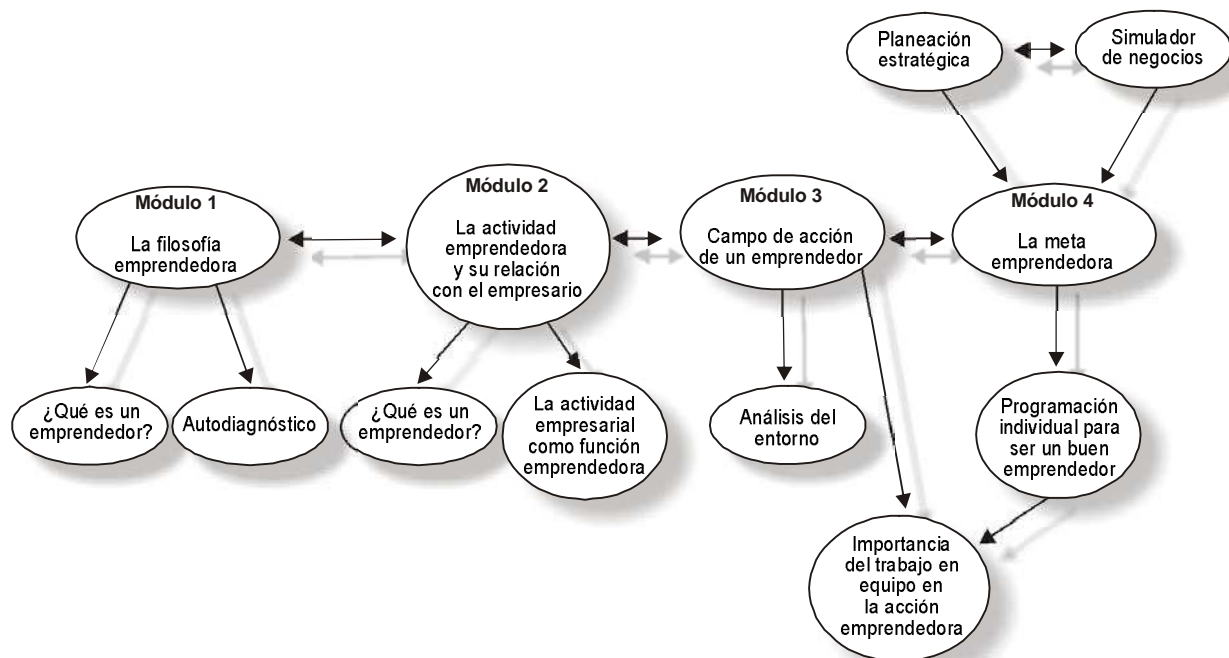 Planeación
estratégica
Simulador
de negocios
Módulo 1
La filosofía
emprendedora
Módulo 2
La actividad
emprendedora
y su relación
con el empresario
Módulo 3
Campo de acción
de un emprendedor
Módulo 4
La meta
emprendedora
¿Qué es un
emprendedor?
Autodiagnóstico
¿Qué es un
emprendedor?
La actividad
empresarial
como función
emprendedora
Análisis del
entorno
Programación
individual para
ser un buen
emprendedor
Importancia
del trabajo en
equipo en
la acción
emprendedora